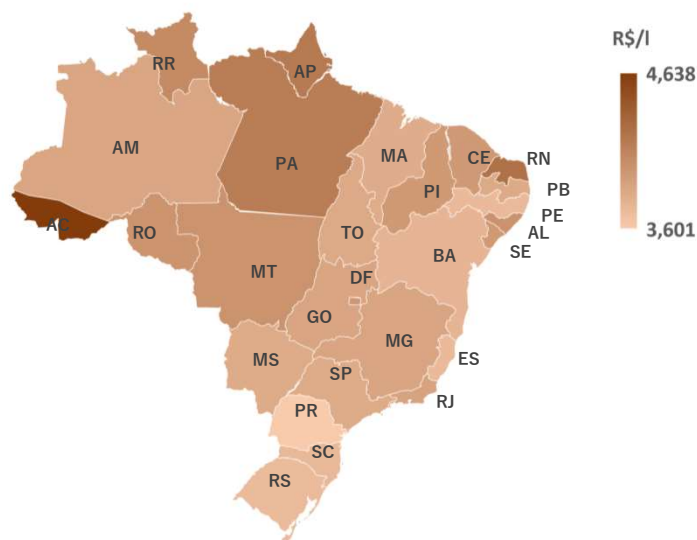 R$/l
4,638
3,601
RR
AP
AM
PA
MA
CE
RN
PI
PB
PE
AC
RO
TO
AL
BA
SE
MT
DF
GO
MG
MS
ES
SP
RJ
PR
SC
RS